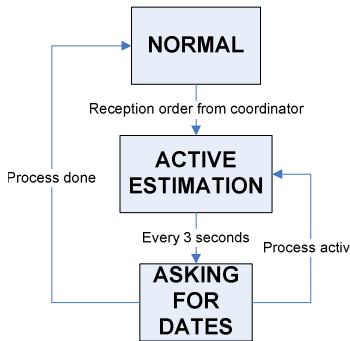 NORMAL
Reception order from coordinator
ACTIVE
ESTIMATION
Process done
Every 3 seconds
Process activ
ASKING
FOR
DATES